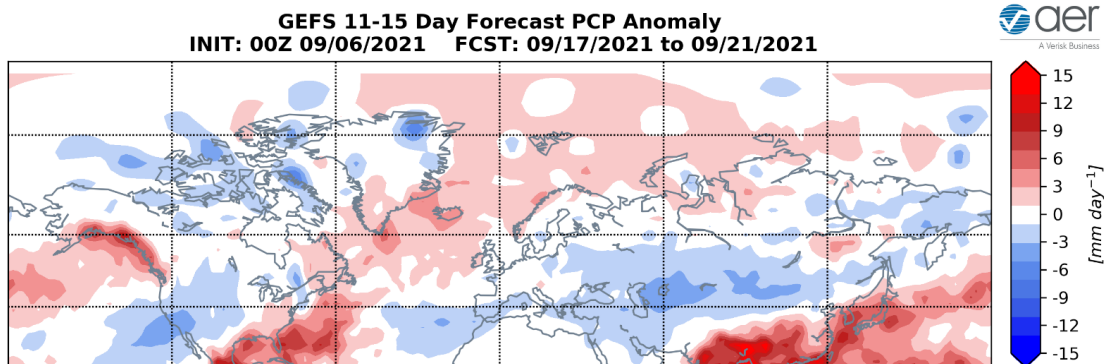 GEFS 11-15 Day Forecast PCP Anomaly
INIT: 00Z 09/06/2021 FCST: 09/17/2021 to 09/21/2021
aer
A Verisk Business
15
12
9
6
3
0
-3
-6
-9
-12
-15
[mm day⁻¹]